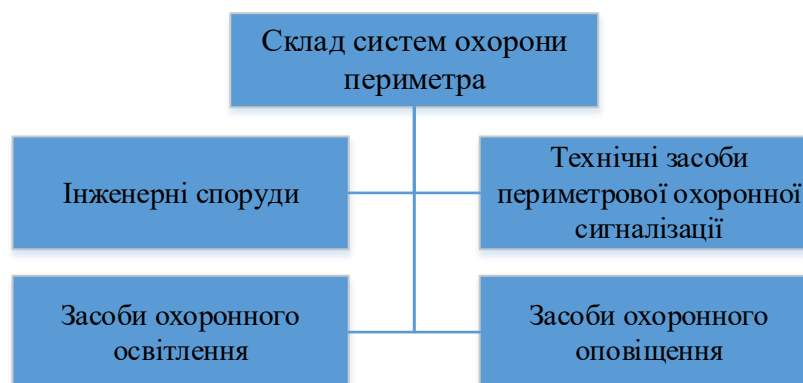 Склад систем охорони
периметра
Інженерні споруди
Технічні засоби
периметрової охоронної
сигналізації
Засоби охоронного
освітлення
Засоби охоронного
оповіщення